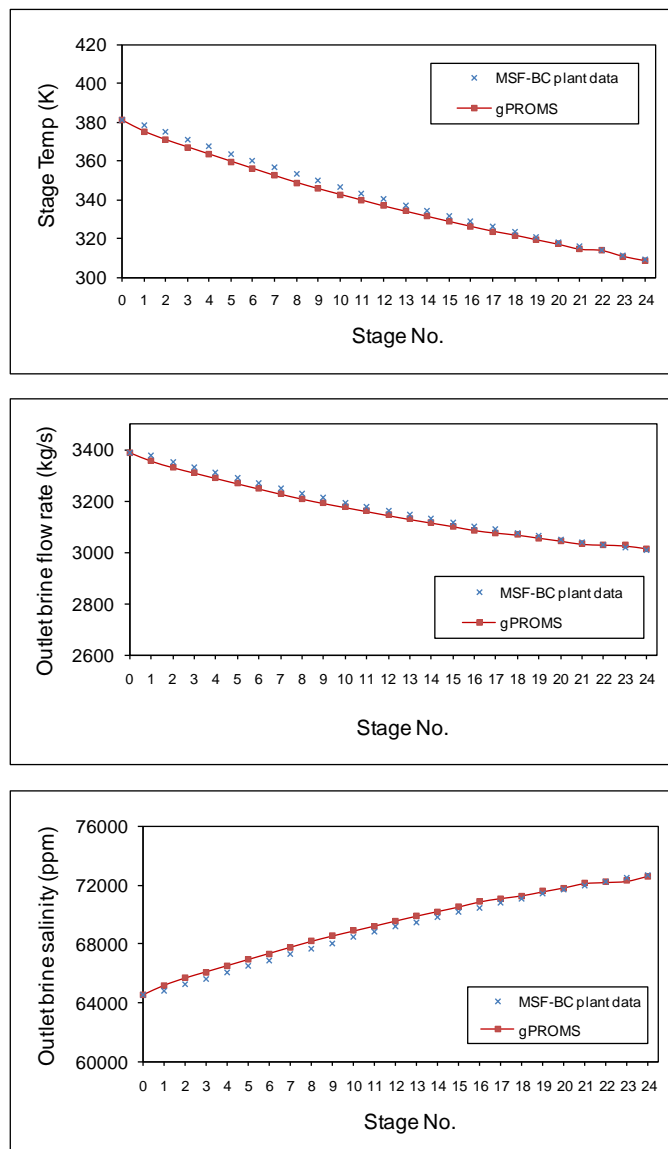 Stage Temp (K)
420
400
380
360
340
320
300
MSF-BC plant data
gPROMS
0 1 2 3 4 5 6 7 8 9 10 11 12 13 14 15 16 17 18 19 20 21 22 23 24
Stage No.
Outlet brine flow rate (kg/s)
3400
3200
3000
2800
2600
MSF-BC plant data
gPROMS
0 1 2 3 4 5 6 7 8 9 10 11 12 13 14 15 16 17 18 19 20 21 22 23 24
Stage No.
Outlet brine salinity (ppm)
76000
72000
68000
64000
60000
MSF-BC plant data
gPROMS
0 1 2 3 4 5 6 7 8 9 10 11 12 13 14 15 16 17 18 19 20 21 22 23 24
Stage No.